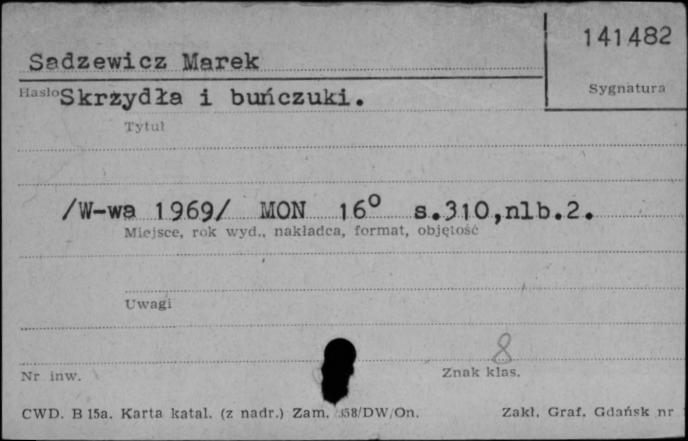 141482
Sadzewicz Marek
Sygnatura
Hasło Skrzydła i buńczuki.
Tytuł
/W-wa 1969/ MON 16° s.310,nlb.2.
Miejsce, rok wyd., nakładca, format, objętość
Uwagi
8
Nr inw.
Znak klas.
CWD. B 15a. Karta katal. (z nadr.) Zam. 358/DW/On.
Zakł. Graf. Gdańsk nr